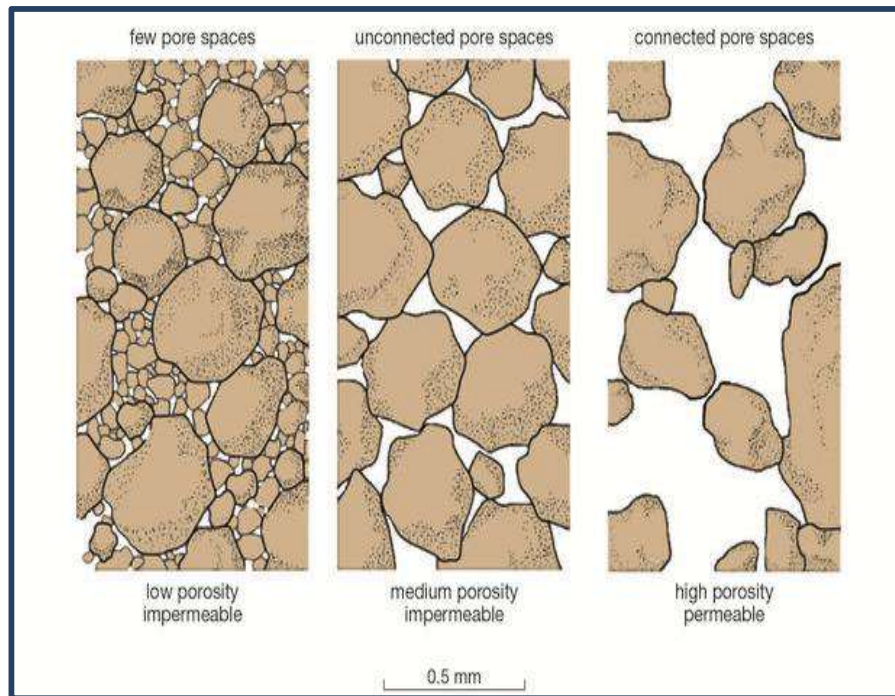 few pore spaces
unconnected pore spaces
connected pore spaces
low porosity
impermeable
medium porosity
impermeable
high porosity
permeable
0.5 mm